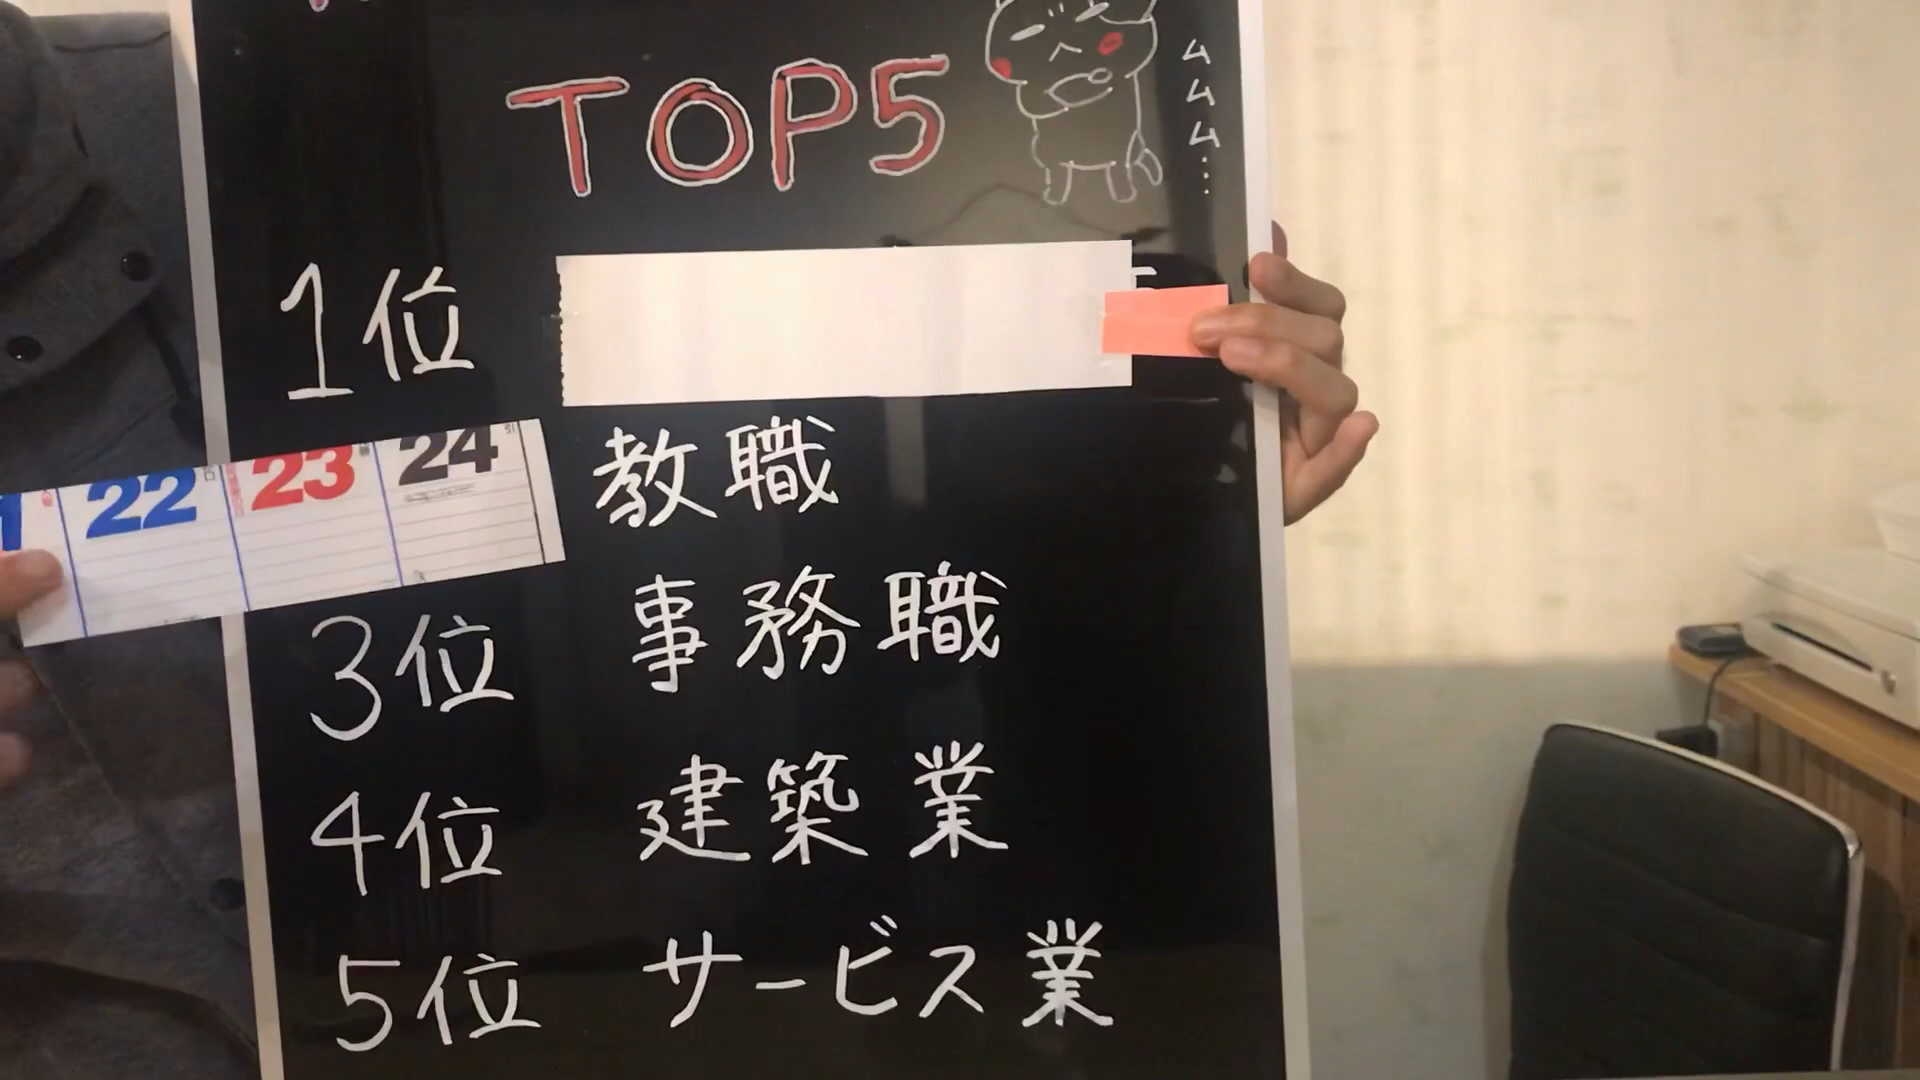 TOP5
ムムム…
1位
教職
22 23 24
3位 事務職
4位 建築業
5位 サービス業